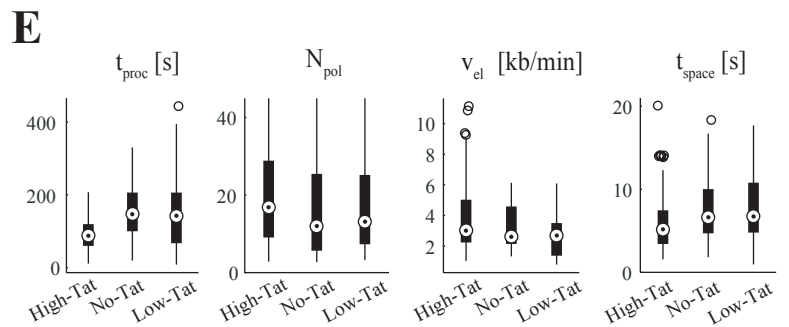 E
t_proc [s]
N_pol
v_el [kb/min]
t_space [s]
400
200
0
High-Tat No-Tat Low-Tat
40
20
0
High-Tat No-Tat Low-Tat
10
8
6
4
2
High-Tat No-Tat Low-Tat
20
10
0
High-Tat No-Tat Low-Tat